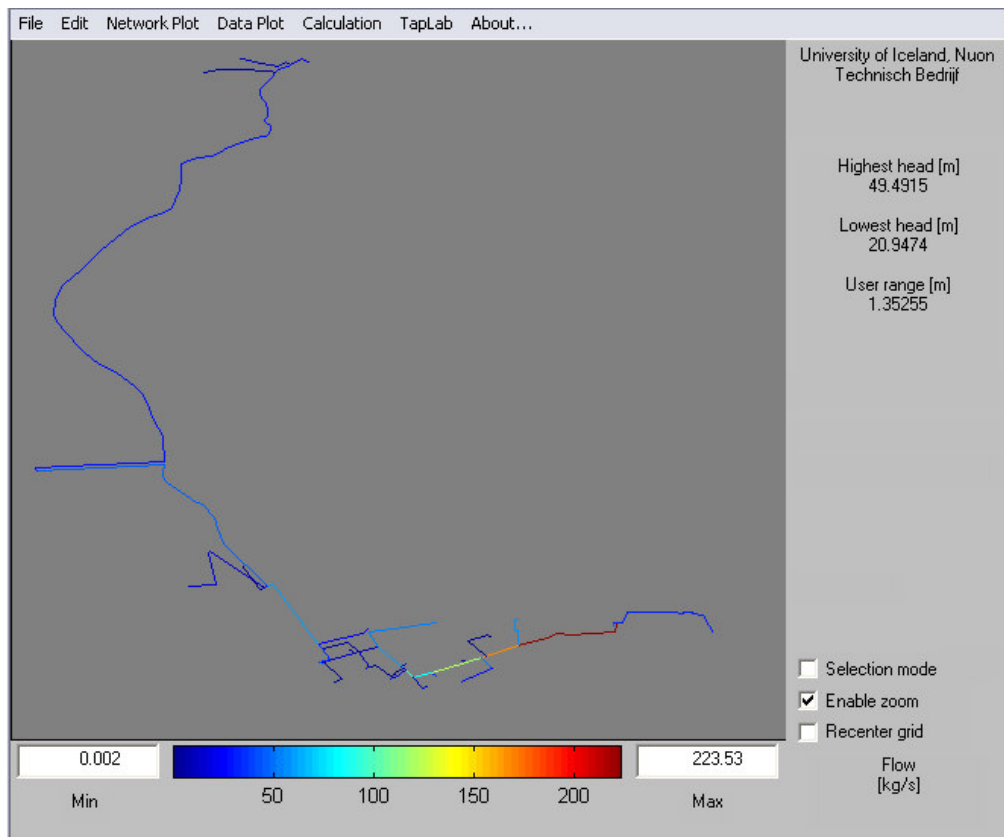 File Edit Network Plot Data Plot Calculation TapLab About...
University of Iceland, Nuon
Technisch Bedrijf
Highest head [m]
49.4915
Lowest head [m]
20.9474
User range [m]
1.35255
Selection mode
Enable zoom
Recenter grid
0.002
223.53
50 100 150 200
Min
Max
Flow
[kg/s]